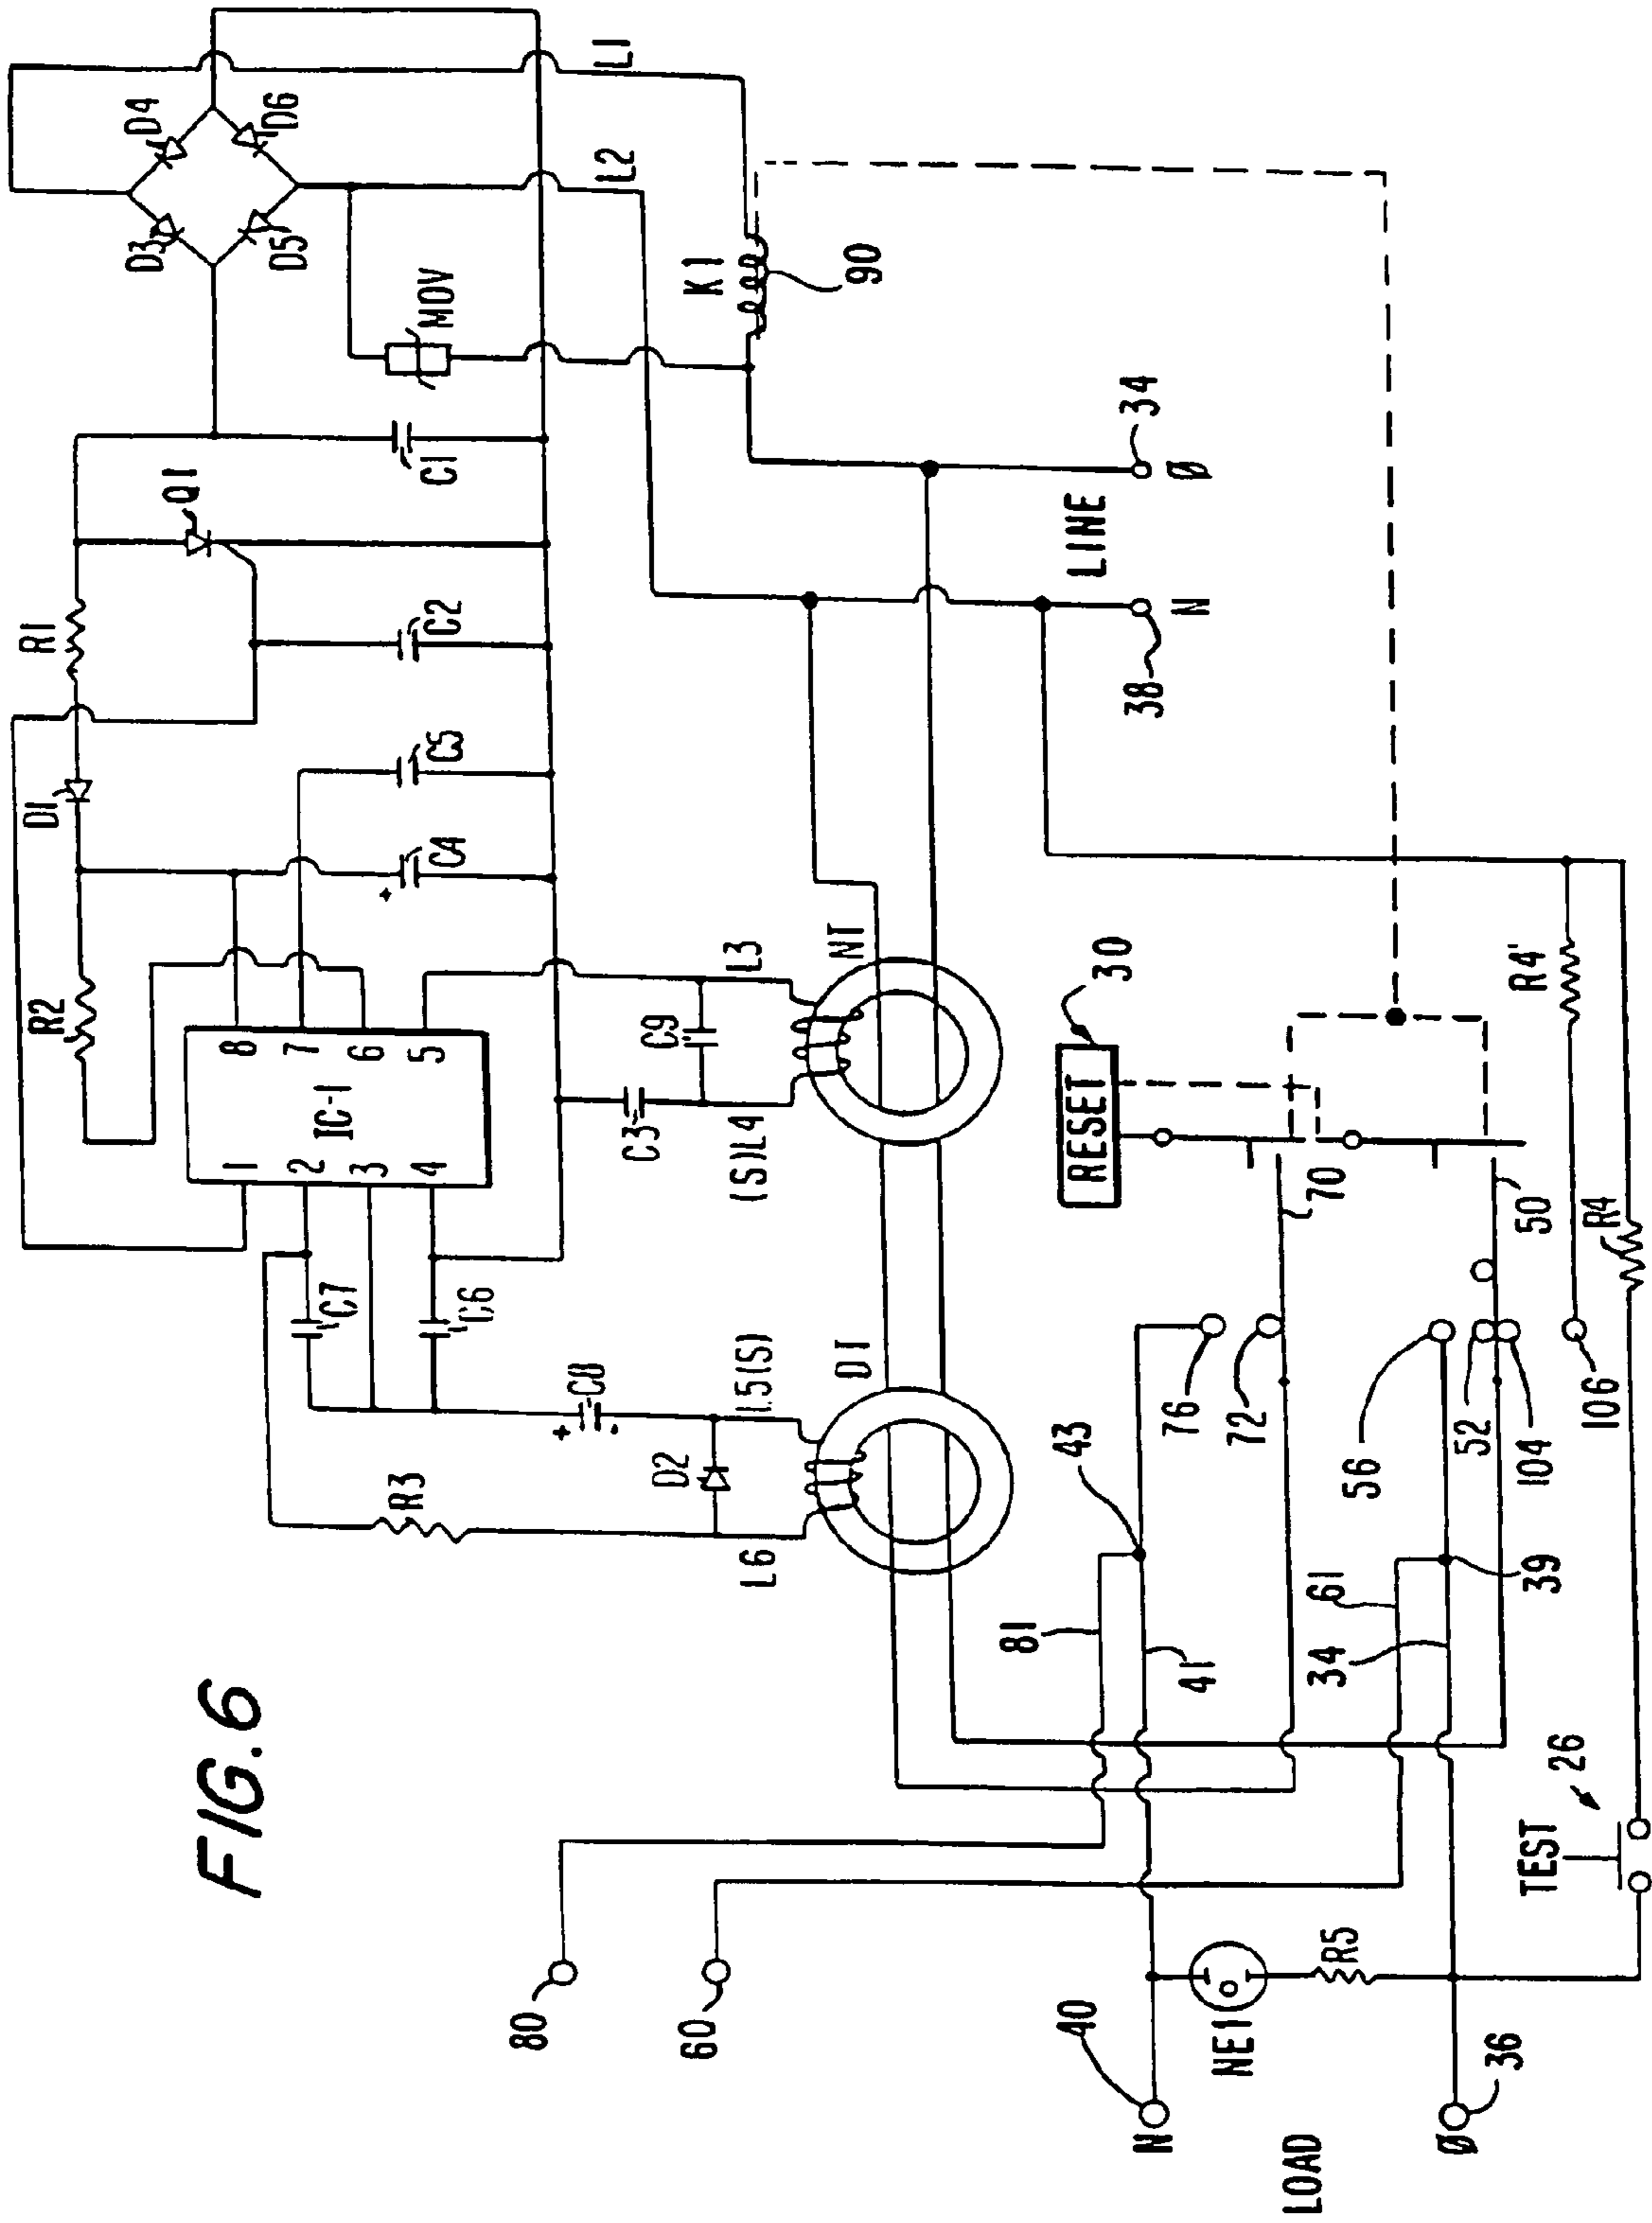 FIG. 6
D4
D6
D3
D5
L1
L2
MOV
K1
90
Q1
C1
R1
C2
D1
C5
C4
R2
IC-1
1
2
3
4
8
7
6
5
C7
C6
C3
C9
L3
(S)L4
NT
R3
+
C8
-
D2
L5(S)
L6
DT
+
34
Ø
LINE
N
38
RESET
30
70
50
R4'
R4
76
72
43
56
52
104
106
81
41
61
34
39
TEST
26
80
60
40
N
NE1
R5
Ø
36
LOAD